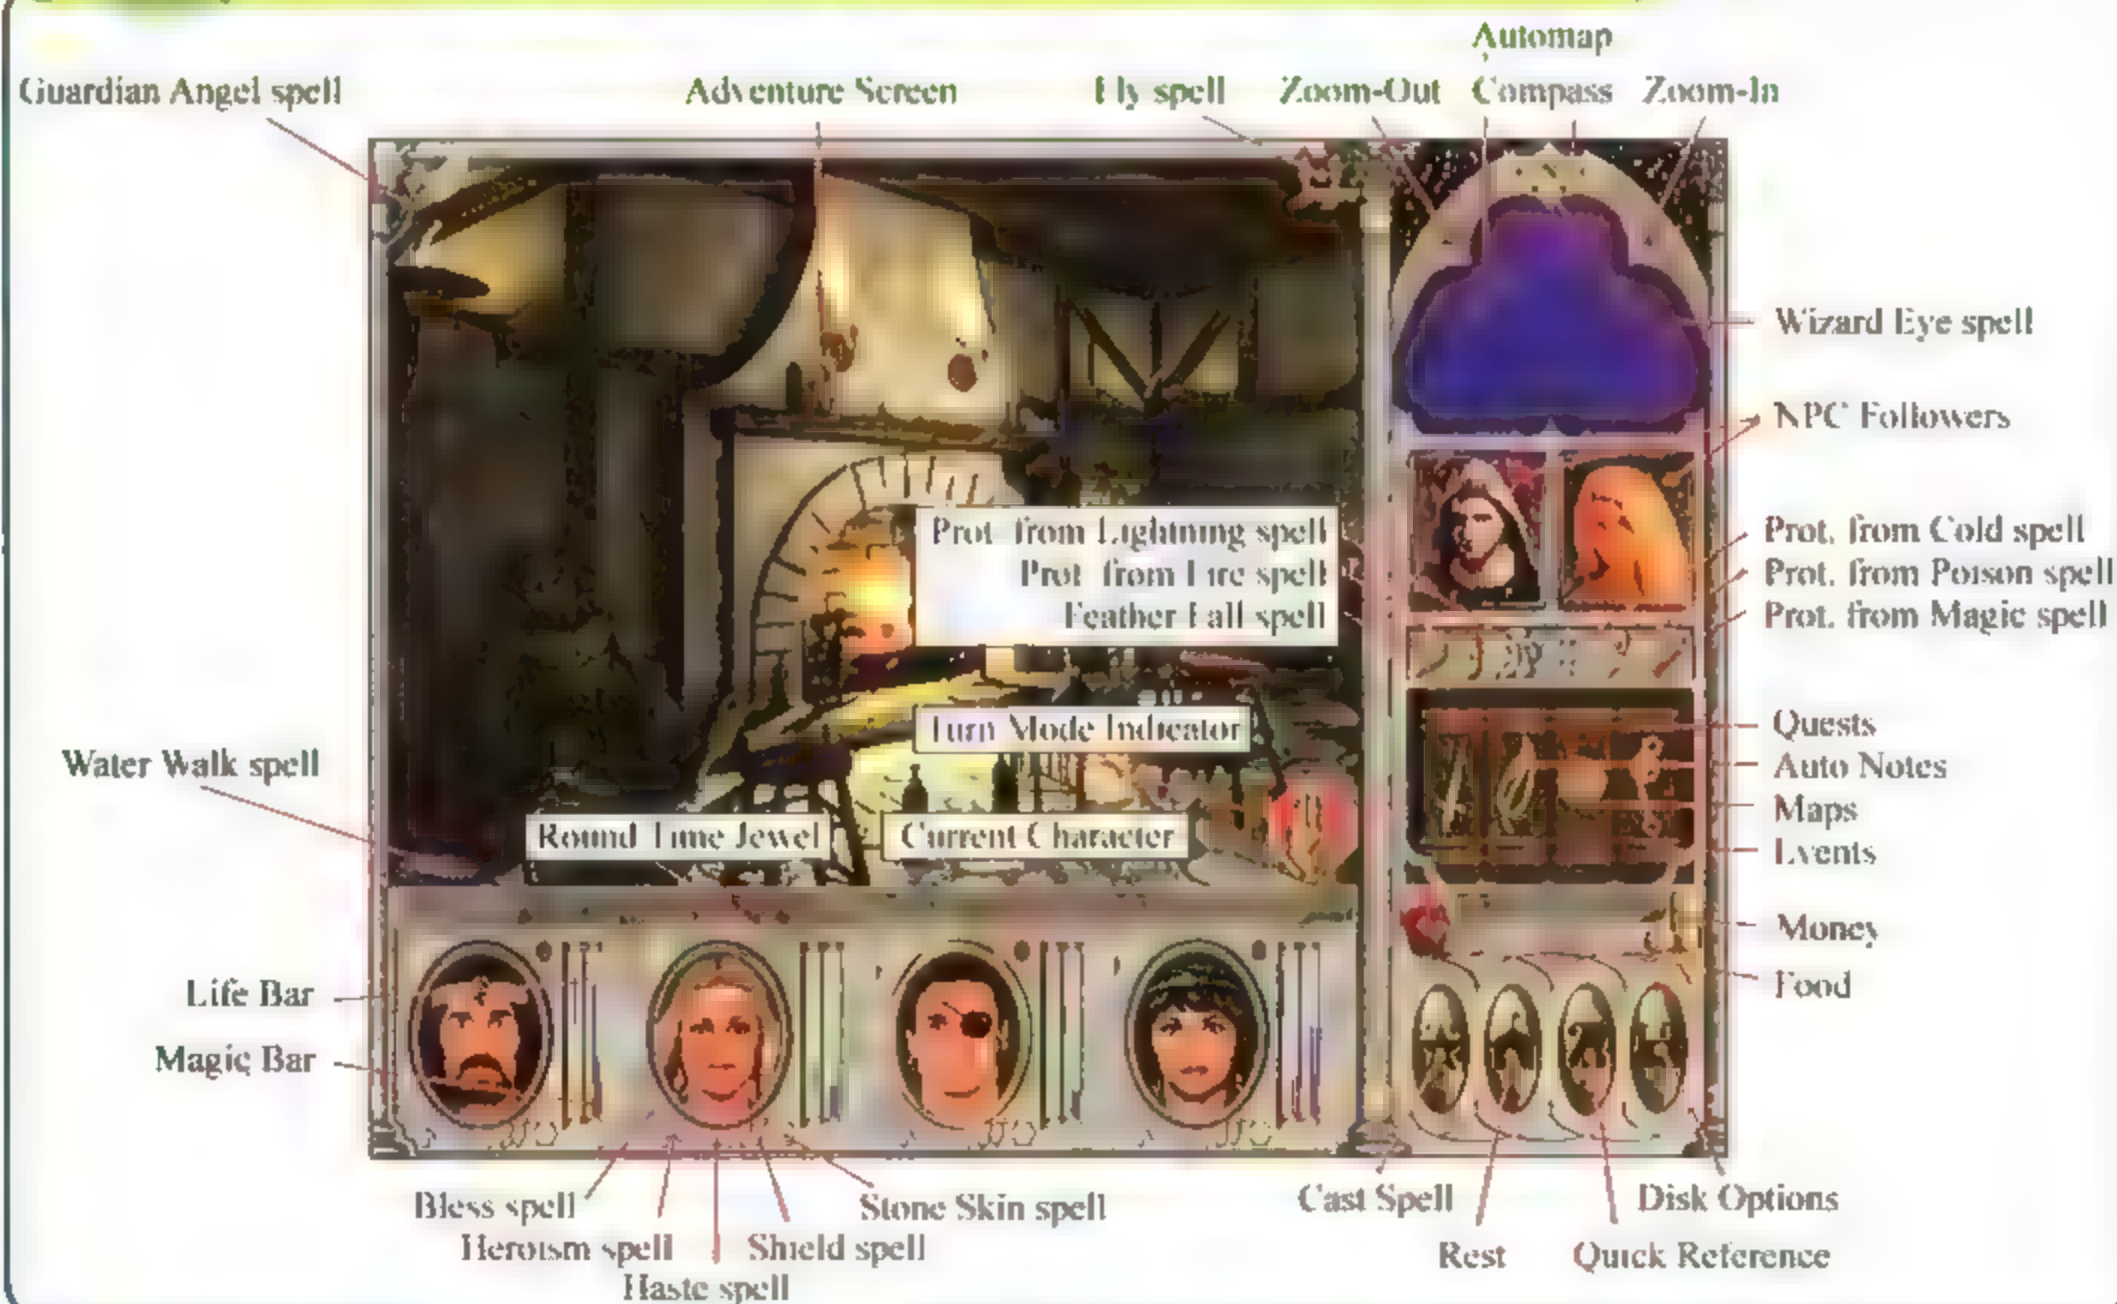 Automap
Guardian Angel spell
Adventure Screen
Fly spell
Zoom-Out
Compass
Zoom-In
Wizard Eye spell
NPC Followers
Prot. from Lightning spell
Prot. from Fire spell
Feather Fall spell
Prot. from Cold spell
Prot. from Poison spell
Prot. from Magic spell
Turn Mode Indicator
Quests
Auto Notes
Maps
Events
Water Walk spell
Round Time Jewel
Current Character
Money
Food
Life Bar
Magic Bar
Bless spell
Heroism spell
Haste spell
Shield spell
Stone Skin spell
Cast Spell
Rest
Quick Reference
Disk Options